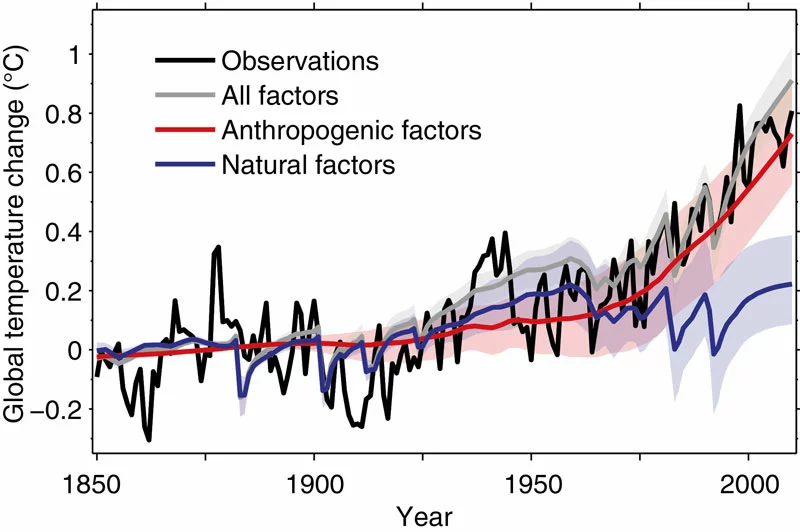 Global temperature change (°C)
1
0.8
0.6
0.4
0.2
0
−0.2
Observations
All factors
Anthropogenic factors
Natural factors
1850
1900
1950
2000
Year